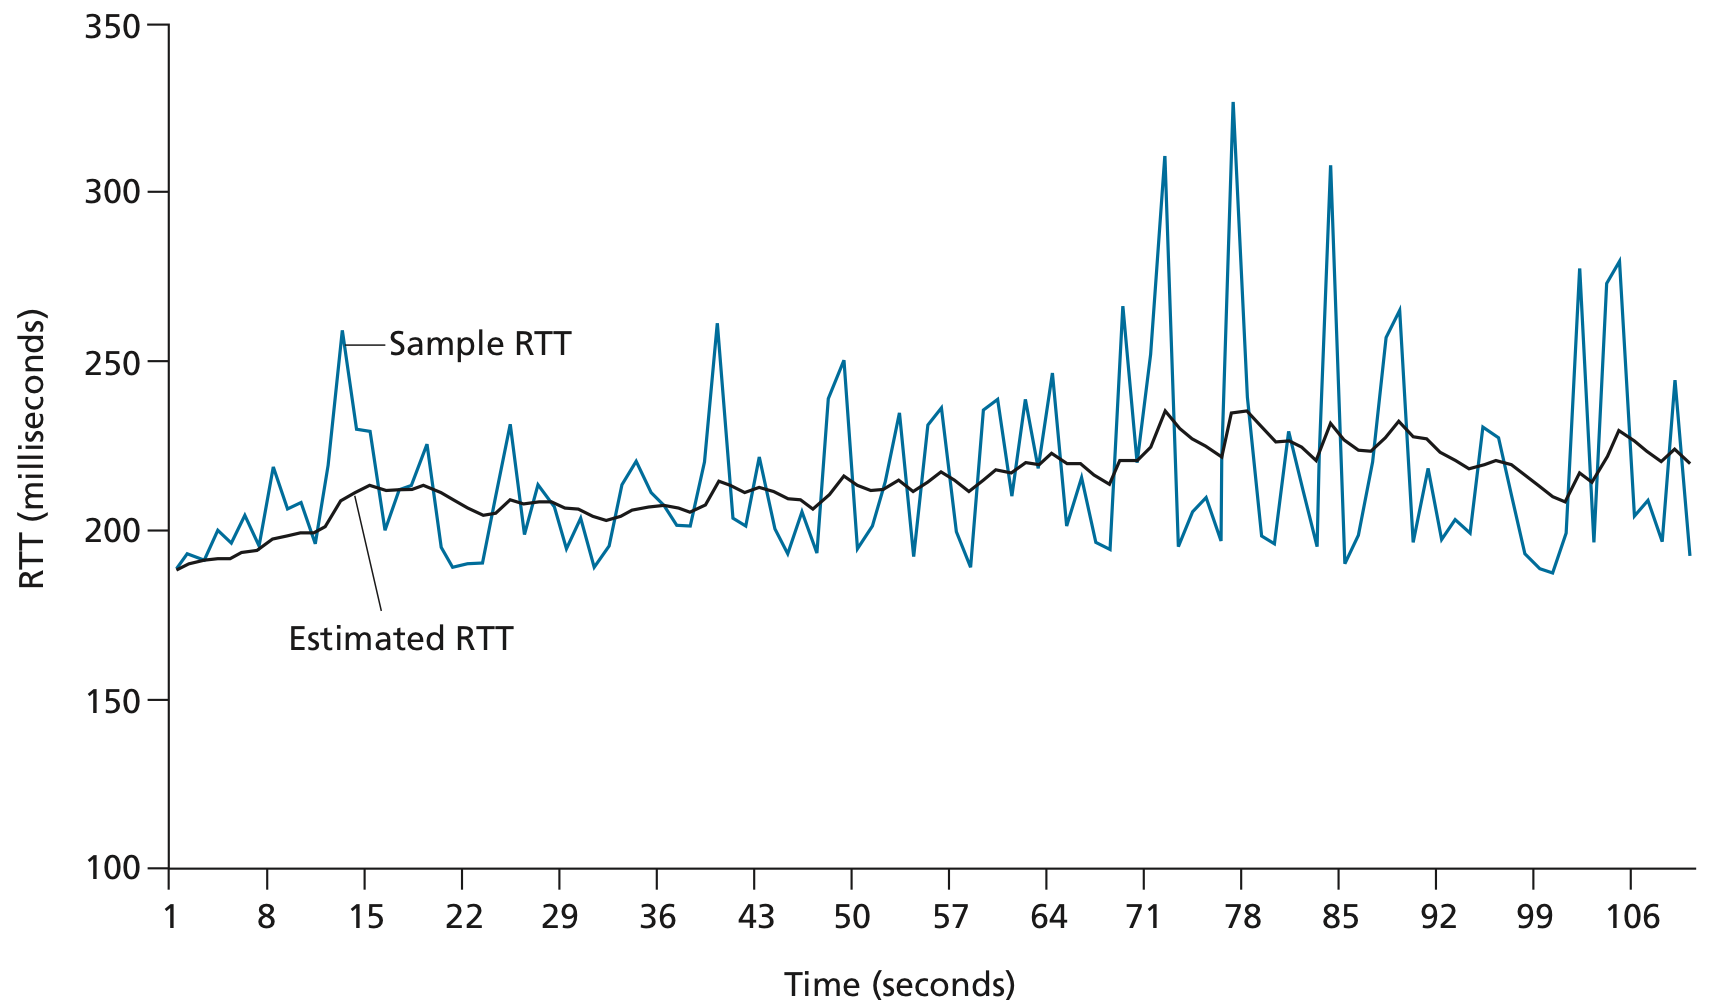 350
300
250
200
150
100
RTT (milliseconds)
Sample RTT
Estimated RTT
1 8 15 22 29 36 43 50 57 64 71 78 85 92 99 106
Time (seconds)